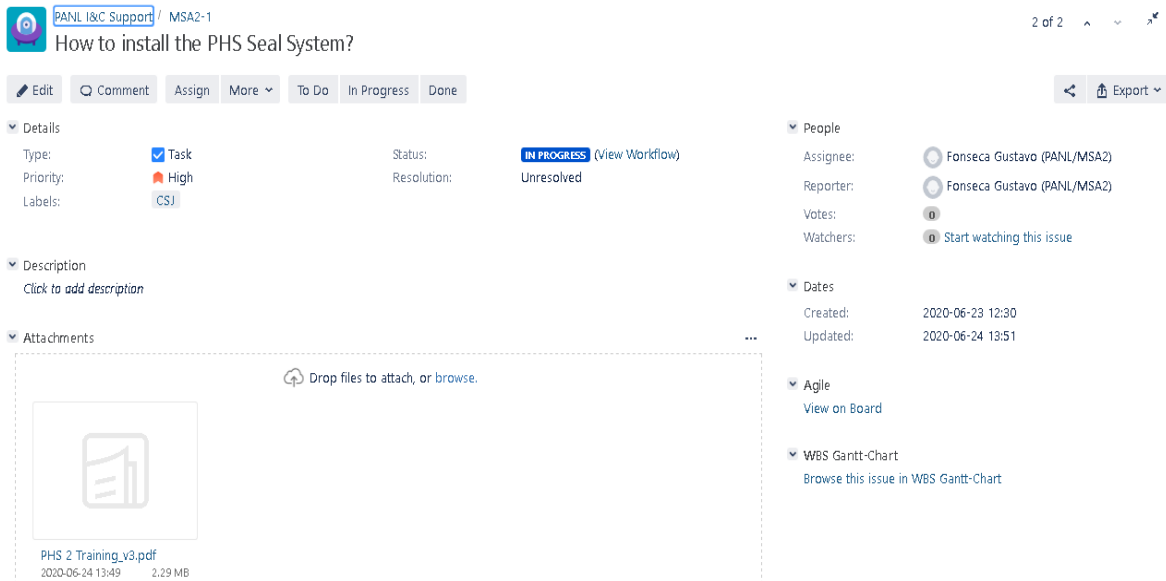 PANL I&C Support / MSA2-1
2 of 2
How to install the PHS Seal System?
Edit Comment Assign More To Do In Progress Done Export
Details
Type: Task Status: IN PROGRESS (View Workflow)
Priority: High Resolution: Unresolved
Labels: CSJ
Description
Click to add description
Attachments
Drop files to attach, or browse.
PHS 2 Training_v3.pdf
2020-06-24 13:49 2.29 MB
People
Assignee: Fonseca Gustavo (PANL/MSA2)
Reporter: Fonseca Gustavo (PANL/MSA2)
Votes: 0
Watchers: 0 Start watching this issue
Dates
Created: 2020-06-23 12:30
Updated: 2020-06-24 13:51
Agile
View on Board
WBS Gantt-Chart
Browse this issue in WBS Gantt-Chart